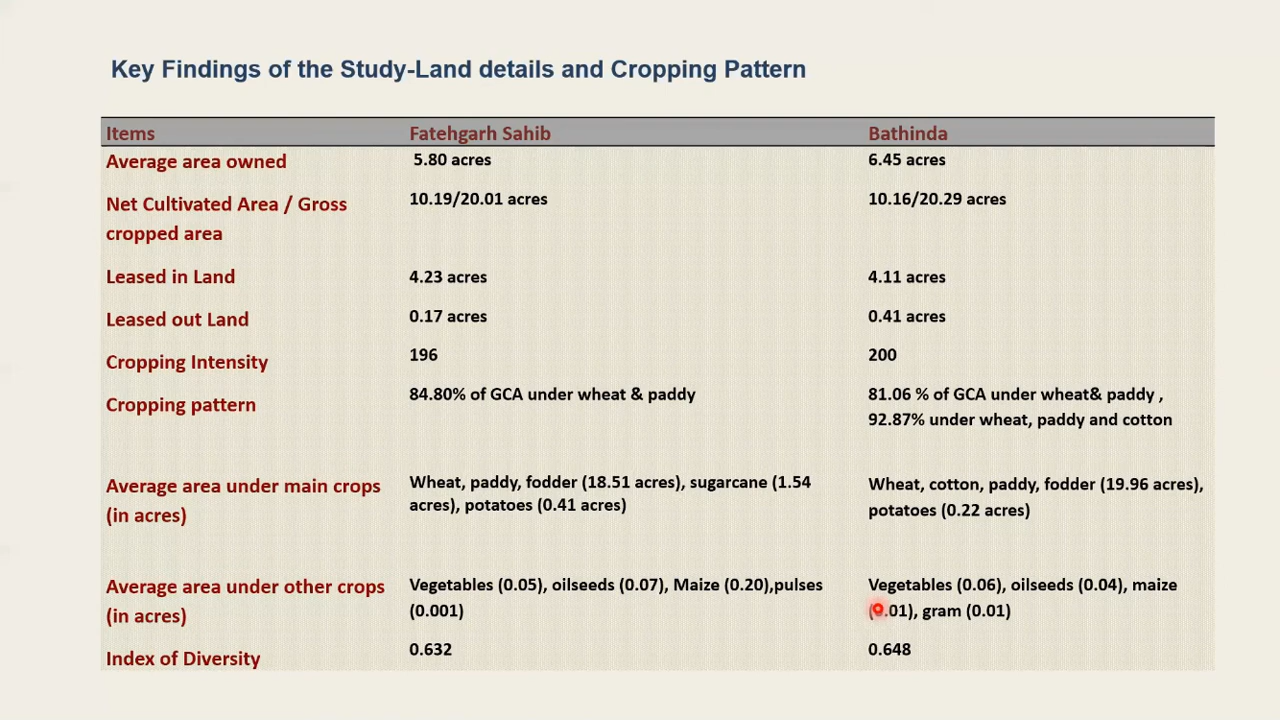 Key Findings of the Study-Land details and Cropping Pattern
Items Fatehgarh Sahib Bathinda
Average area owned 5.80 acres 6.45 acres
Net Cultivated Area / Gross cropped area 10.19/20.01 acres 10.16/20.29 acres
Leased in Land 4.23 acres 4.11 acres
Leased out Land 0.17 acres 0.41 acres
Cropping Intensity 196 200
Cropping pattern 84.80% of GCA under wheat & paddy 81.06 % of GCA under wheat& paddy ,
92.87% under wheat, paddy and cotton
Average area under main crops
(in acres)
Wheat, paddy, fodder (18.51 acres), sugarcane (1.54
acres), potatoes (0.41 acres)
Wheat, cotton, paddy, fodder (19.96 acres),
potatoes (0.22 acres)
Average area under other crops
(in acres)
Vegetables (0.05), oilseeds (0.07), Maize (0.20),pulses
(0.001)
Vegetables (0.06), oilseeds (0.04), maize
(0.01), gram (0.01)
Index of Diversity 0.632 0.648